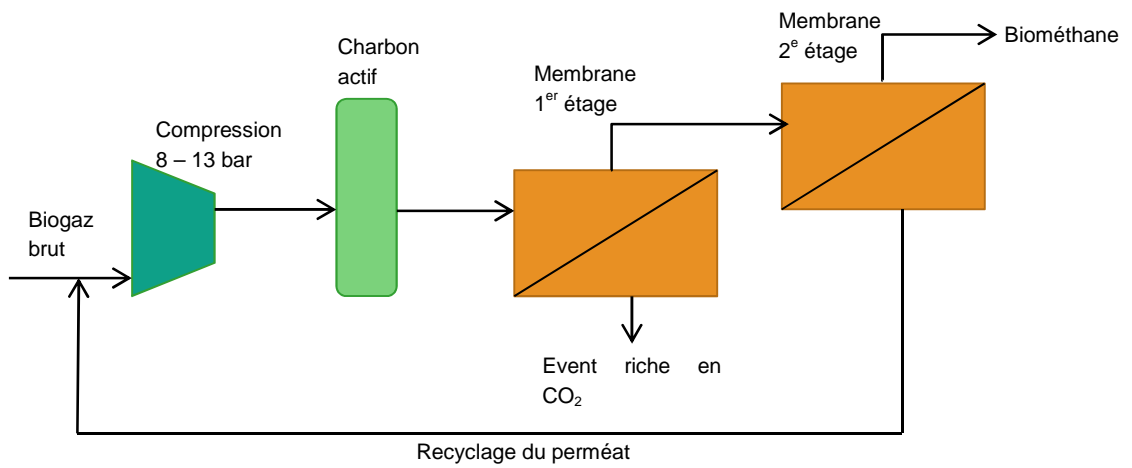 Biogaz
brut
Compression
8 – 13 bar
Charbon
actif
Membrane
1er étage
Event riche en
CO2
Membrane
2e étage
Biométhane
Recyclage du perméat